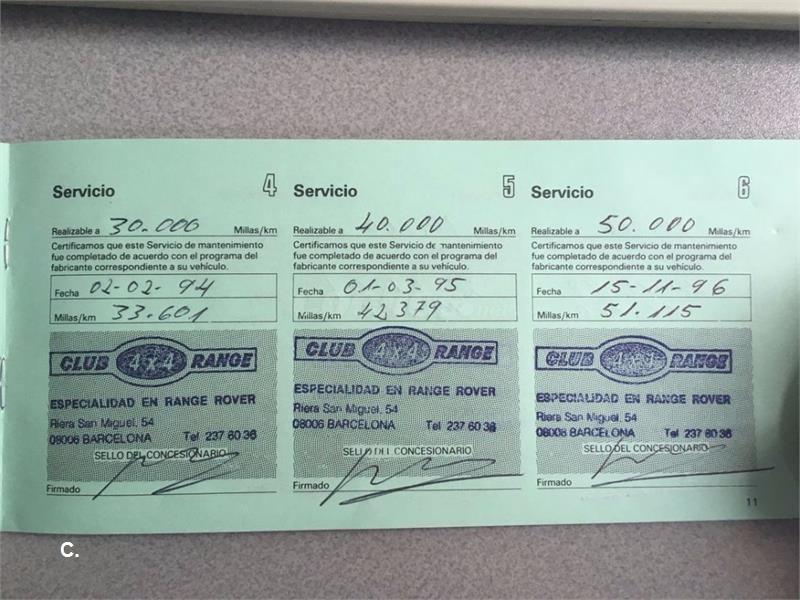 Servicio 4
Realizable a 30.000 Millas/km
Certificamos que este Servicio de mantenimiento
fue completado de acuerdo con el programa del
fabricante correspondiente a su vehículo.
Fecha 02-02-94
Millas/km 33.601
CLUB 4x4 RANGE
ESPECIALIDAD EN RANGE ROVER
Riera San Miguel, 54
08006 BARCELONA Tel 237 60 36
SELLO DEL CONCESIONARIO
Firmado
Servicio 5
Realizable a 40.000 Millas/km
Certificamos que este Servicio de mantenimiento
fue completado de acuerdo con el programa del
fabricante correspondiente a su vehículo.
Fecha 01-03-95
Millas/km 42,379
CLUB 4x4 RANGE
ESPECIALIDAD EN RANGE ROVER
Riera San Miguel, 54
08006 BARCELONA Tel 237 60 36
SELLO DEL CONCESIONARIO
Firmado
Servicio 6
Realizable a 50.000 Millas/km
Certificamos que este Servicio de mantenimiento
fue completado de acuerdo con el programa del
fabricante correspondiente a su vehículo.
Fecha 15-11-96
Millas/km 51.115
CLUB 4x4 RANGE
ESPECIALIDAD EN RANGE ROVER
Riera San Miguel, 54
08006 BARCELONA Tel 237 60 36
SELLO DEL CONCESIONARIO
Firmado
11
C.